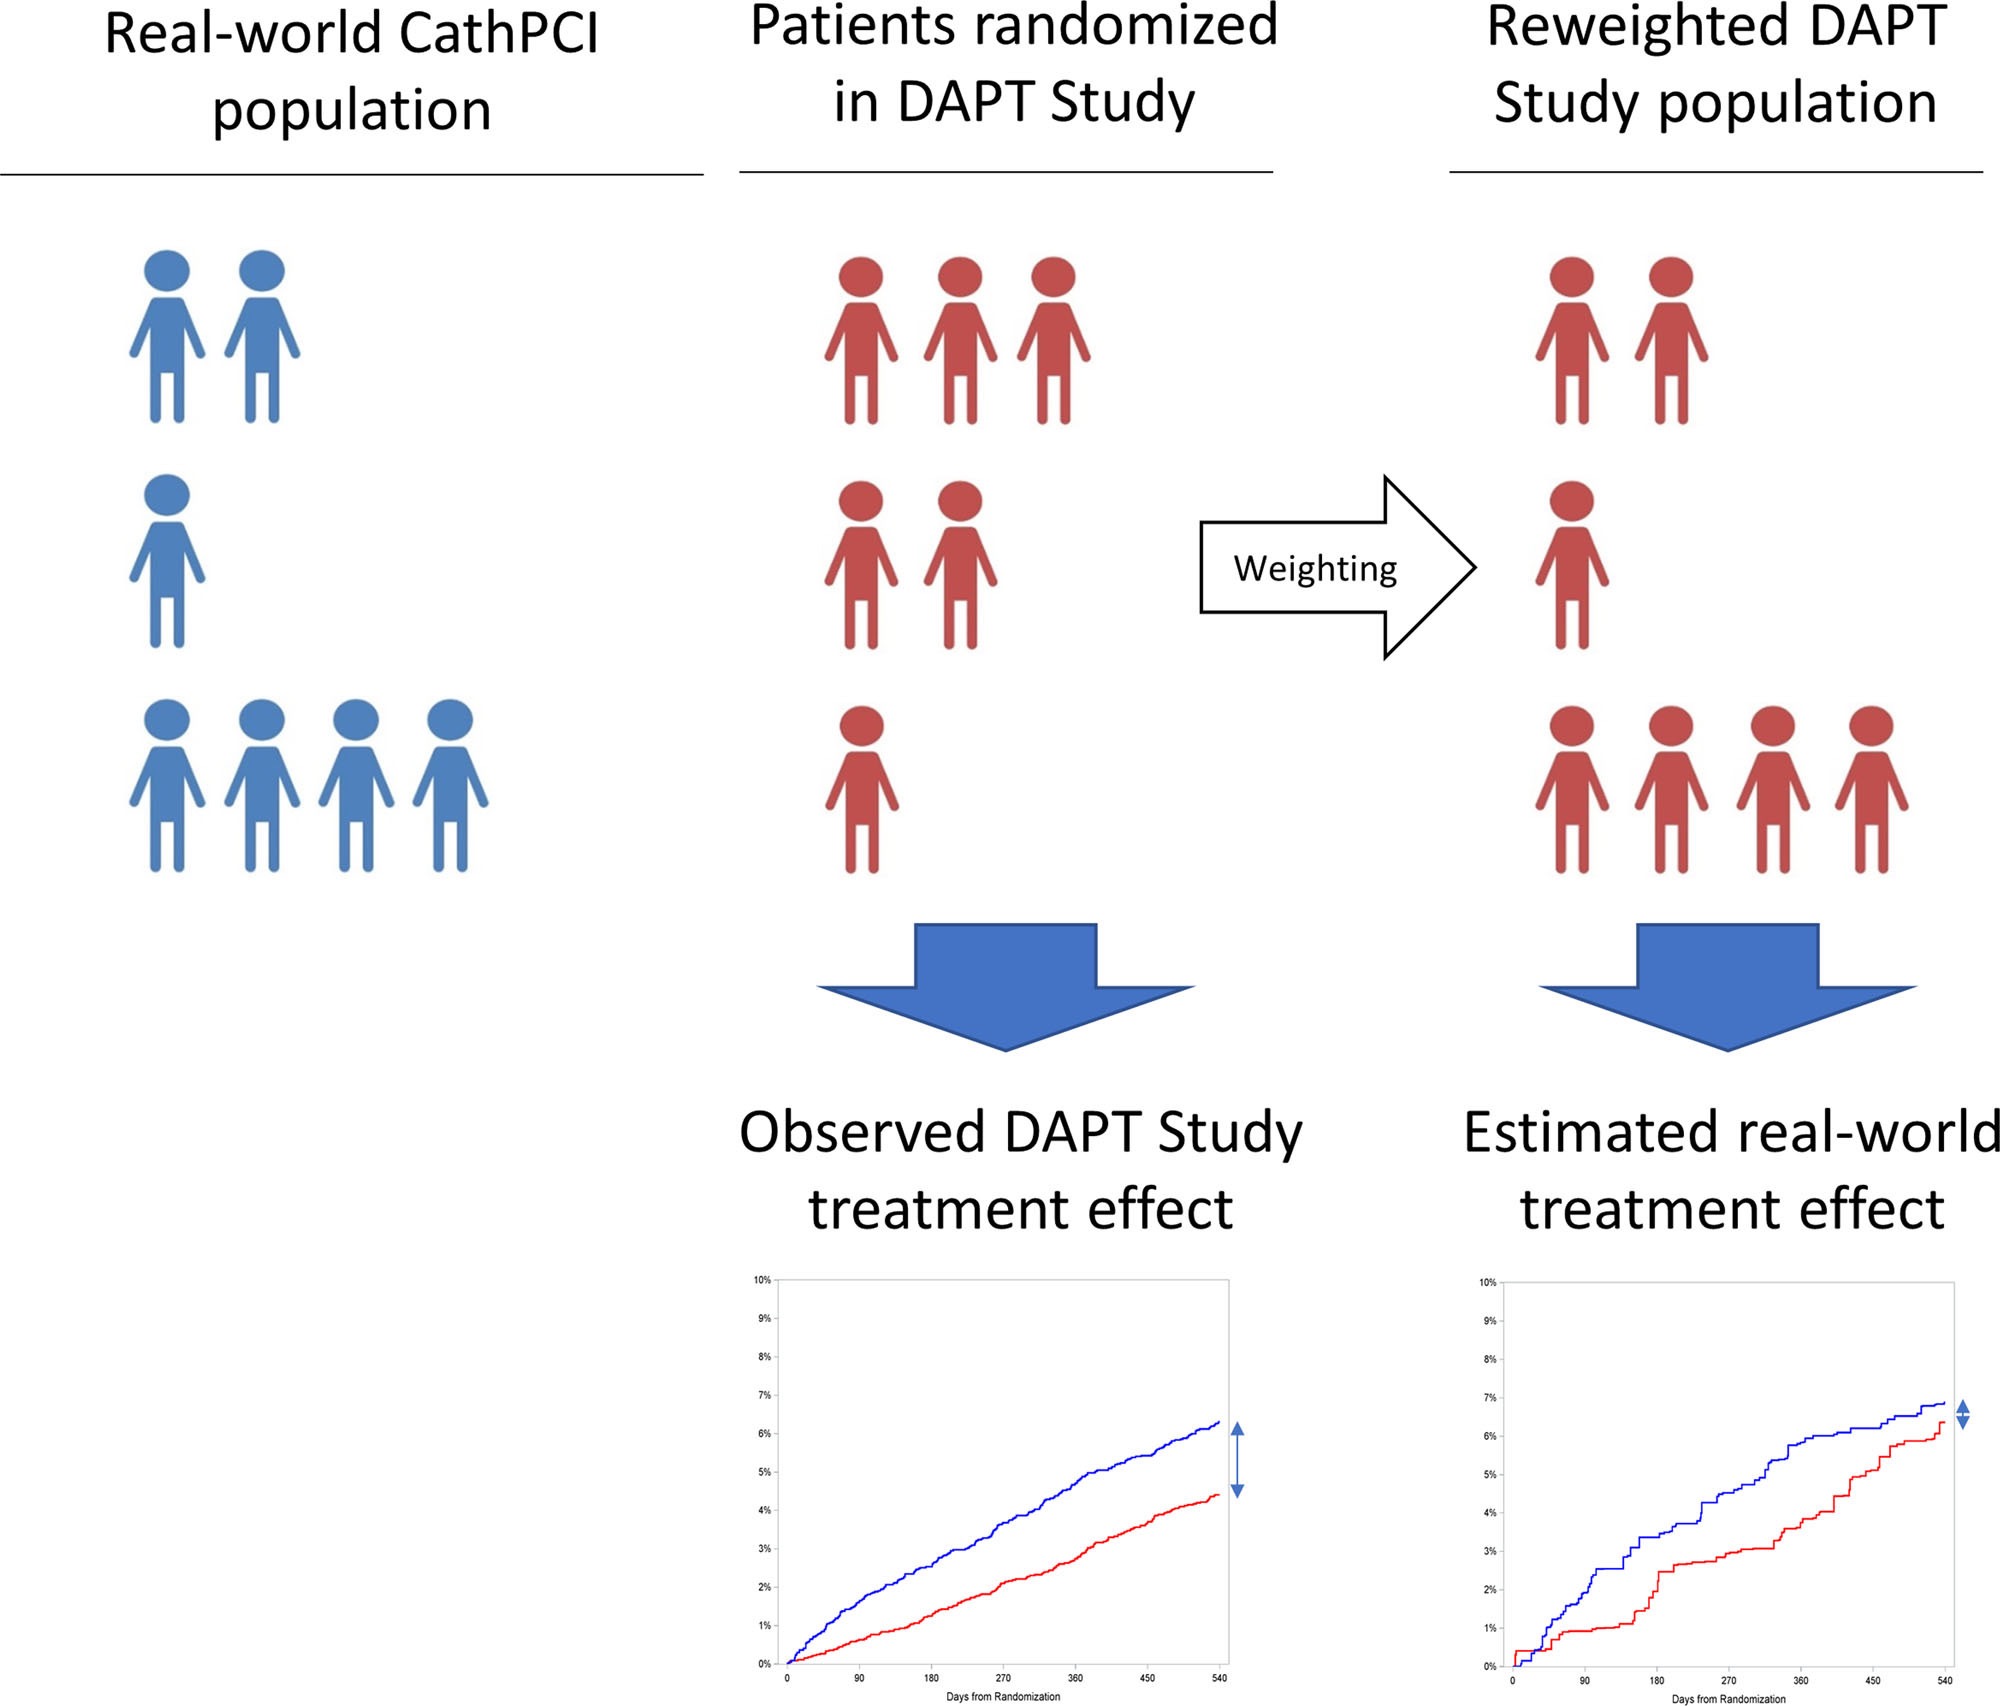 Real-world CathPCI
population
Patients randomized
in DAPT Study
Reweighted DAPT
Study population
Weighting
Observed DAPT Study
treatment effect
Estimated real-world
treatment effect
10%
9%
8%
7%
6%
5%
4%
3%
2%
1%
0%
0 90 180 270 360 450 540
Days from Randomization
10%
9%
8%
7%
6%
5%
4%
3%
2%
1%
0%
0 90 180 270 360 450 540
Days from Randomization